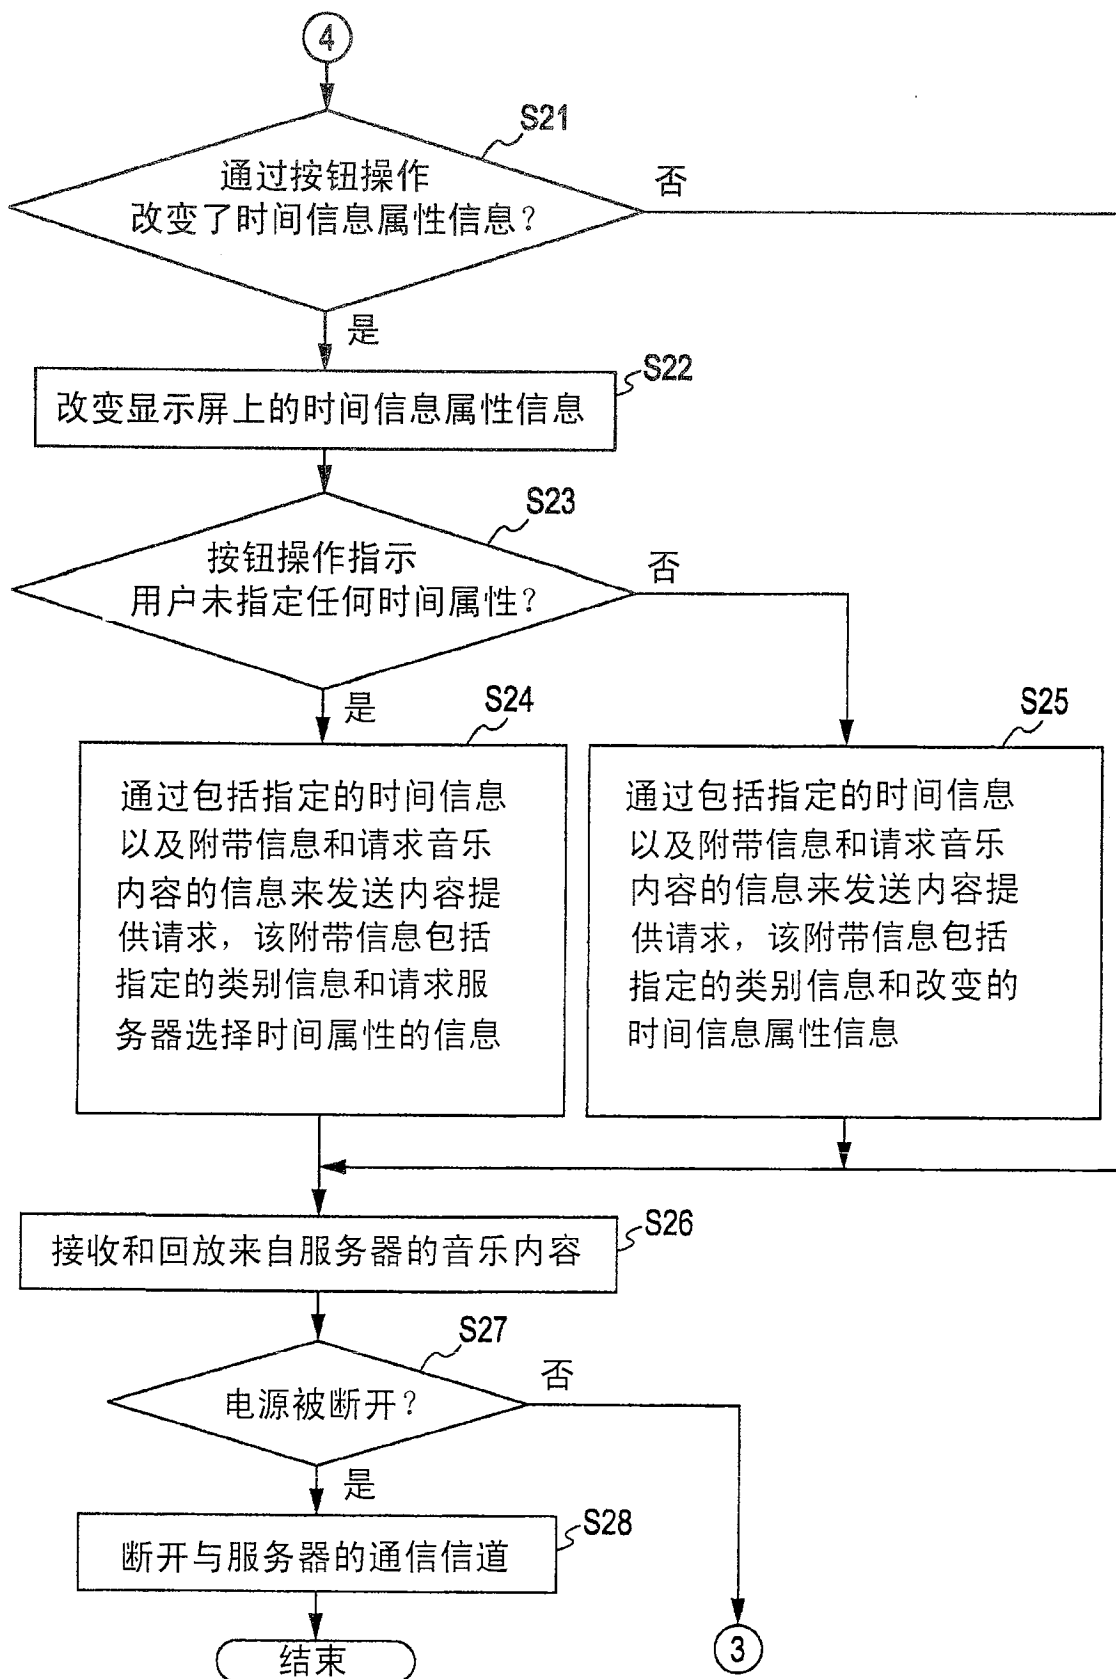 4
S21
通过按钮操作
改变了时间信息属性信息?
否
是
S22
改变显示屏上的时间信息属性信息
S23
按钮操作指示
用户未指定任何时间属性?
否
是
S24
通过包括指定的时间信息
以及附带信息和请求音乐
内容的信息来发送内容提
供请求，该附带信息包括
指定的类别信息和请求服
务器选择时间属性的信息
S25
通过包括指定的时间信息
以及附带信息和请求音乐
内容的信息来发送内容提
供请求，该附带信息包括
指定的类别信息和改变的
时间信息属性信息
S26
接收和回放来自服务器的音乐内容
S27
电源被断开?
否
是
S28
断开与服务器的通信信道
结束
3